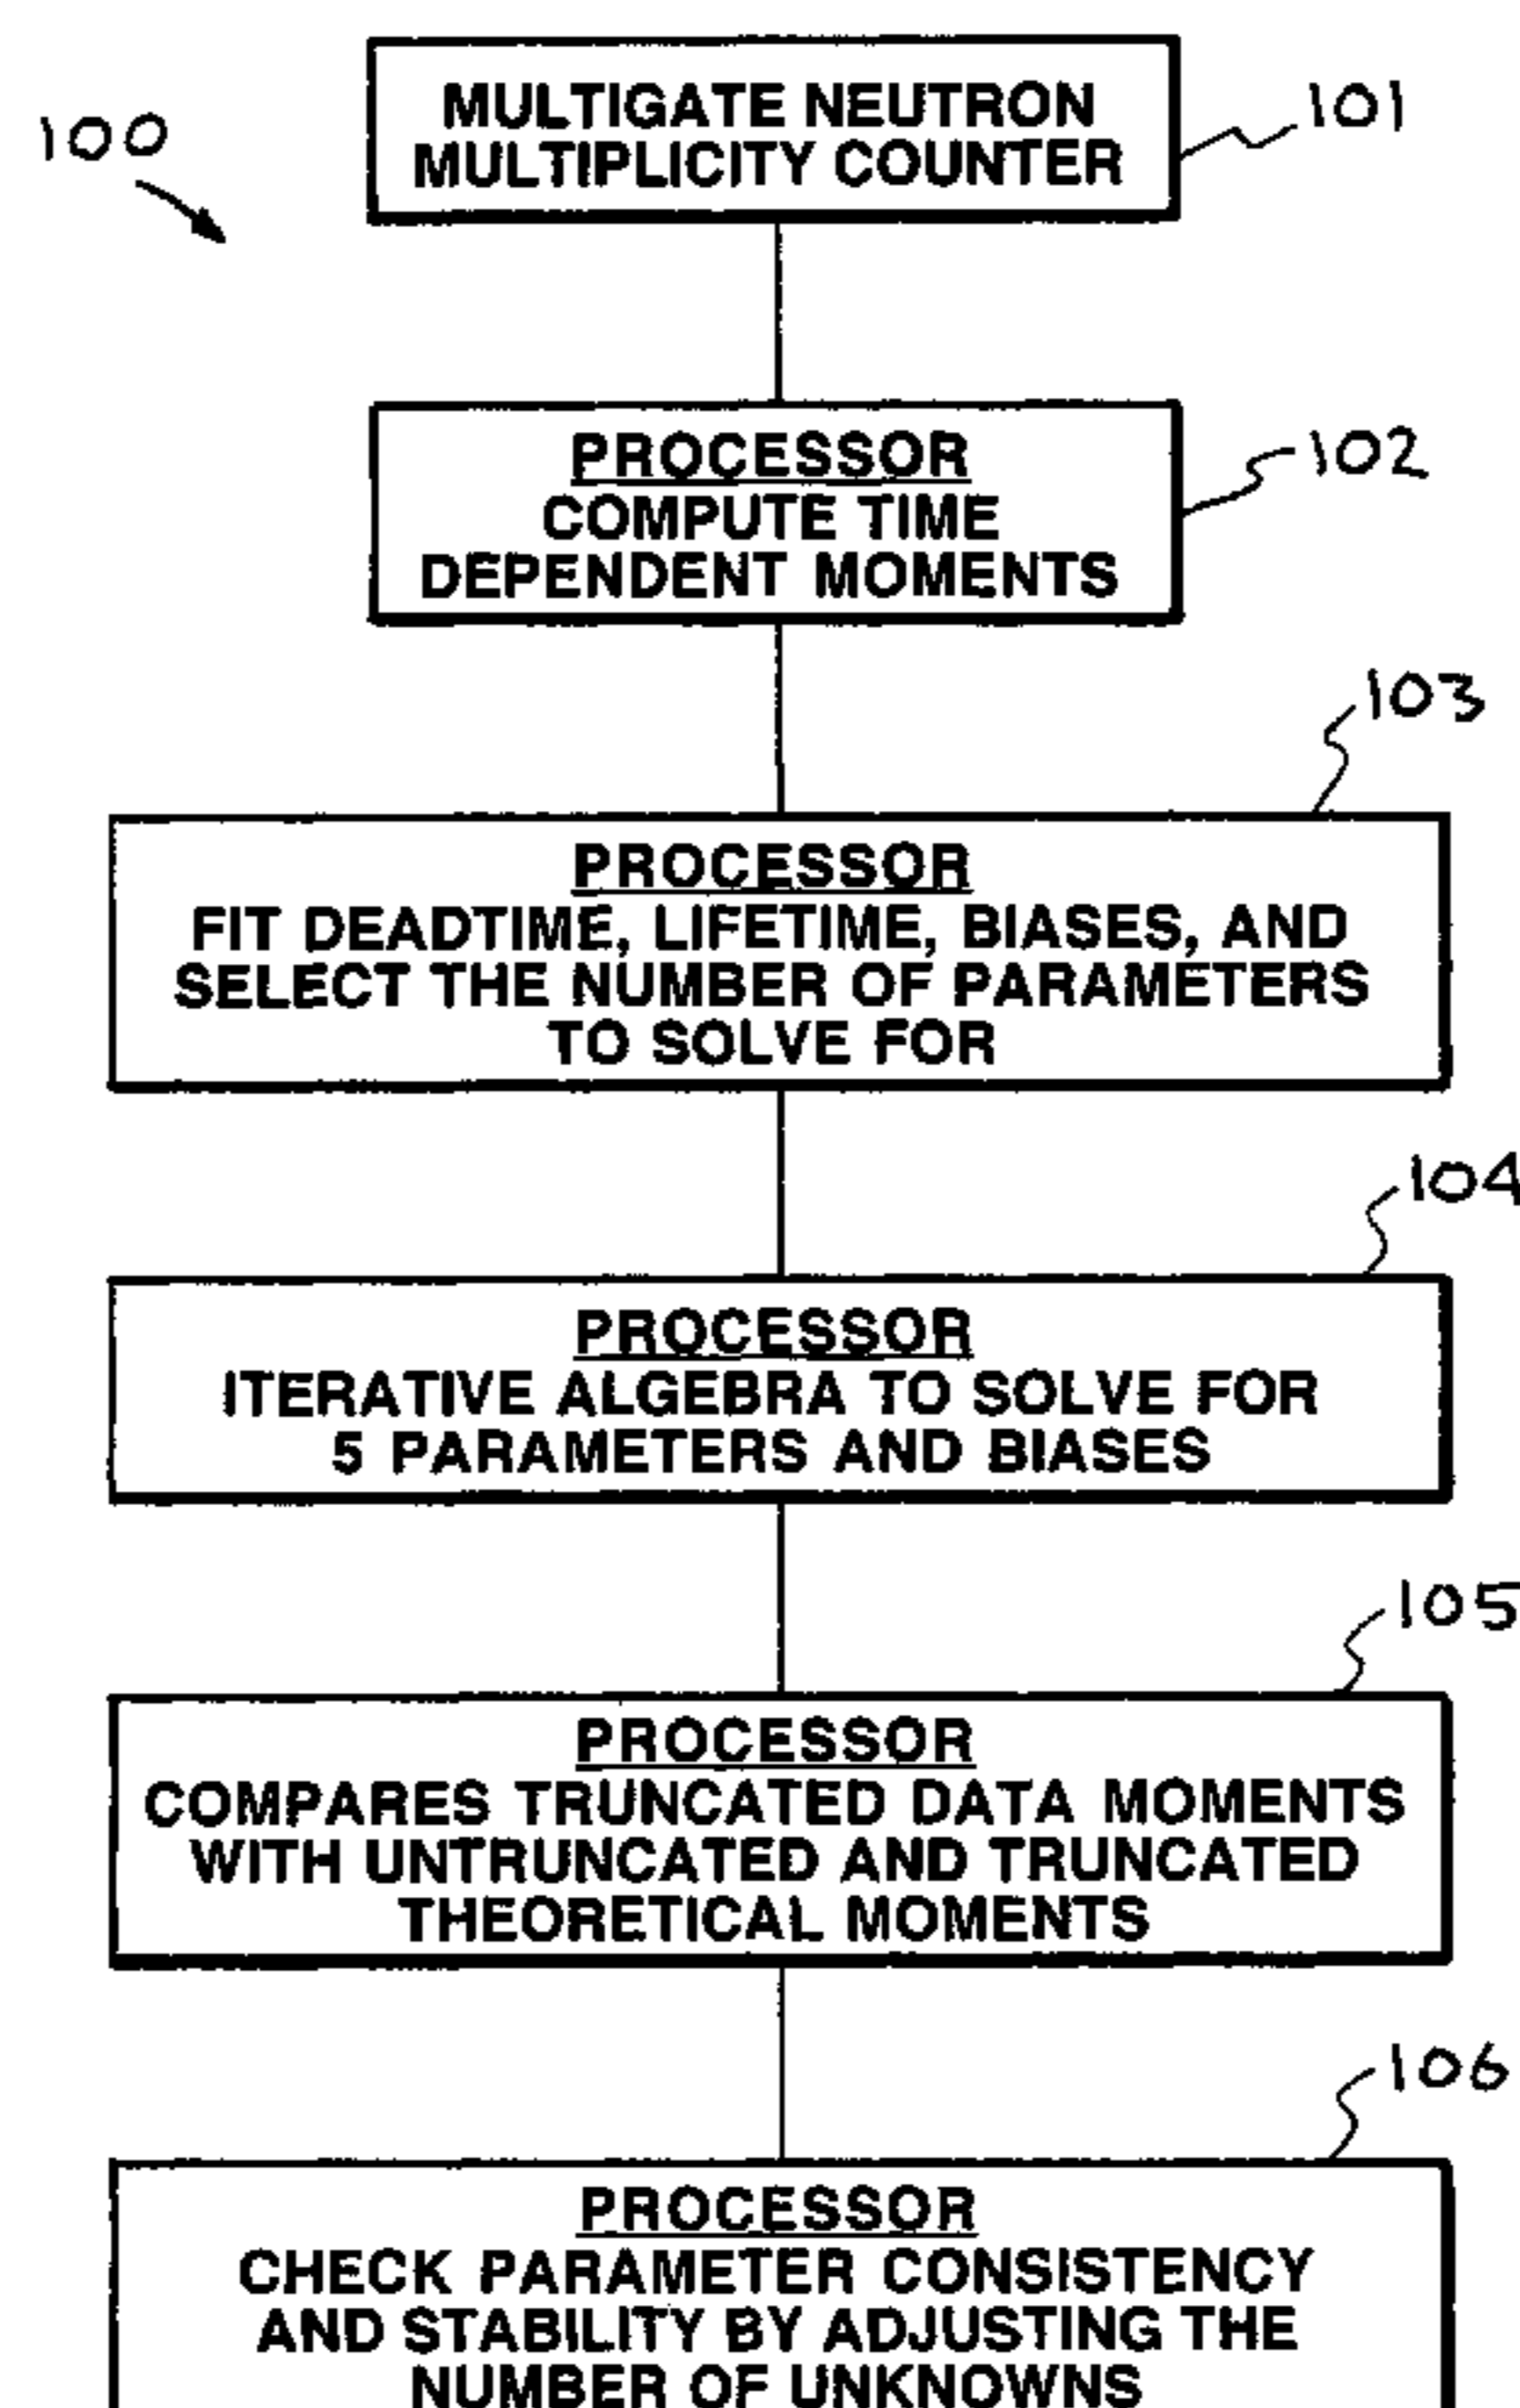 100
MULTIGATE NEUTRON
MULTIPLICITY COUNTER
101
PROCESSOR
COMPUTE TIME
DEPENDENT MOMENTS
102
103
PROCESSOR
FIT DEADTIME, LIFETIME, BIASES, AND
SELECT THE NUMBER OF PARAMETERS
TO SOLVE FOR
104
PROCESSOR
ITERATIVE ALGEBRA TO SOLVE FOR
5 PARAMETERS AND BIASES
105
PROCESSOR
COMPARES TRUNCATED DATA MOMENTS
WITH UNTRUNCATED AND TRUNCATED
THEORETICAL MOMENTS
106
PROCESSOR
CHECK PARAMETER CONSISTENCY
AND STABILITY BY ADJUSTING THE
NUMBER OF UNKNOWNS